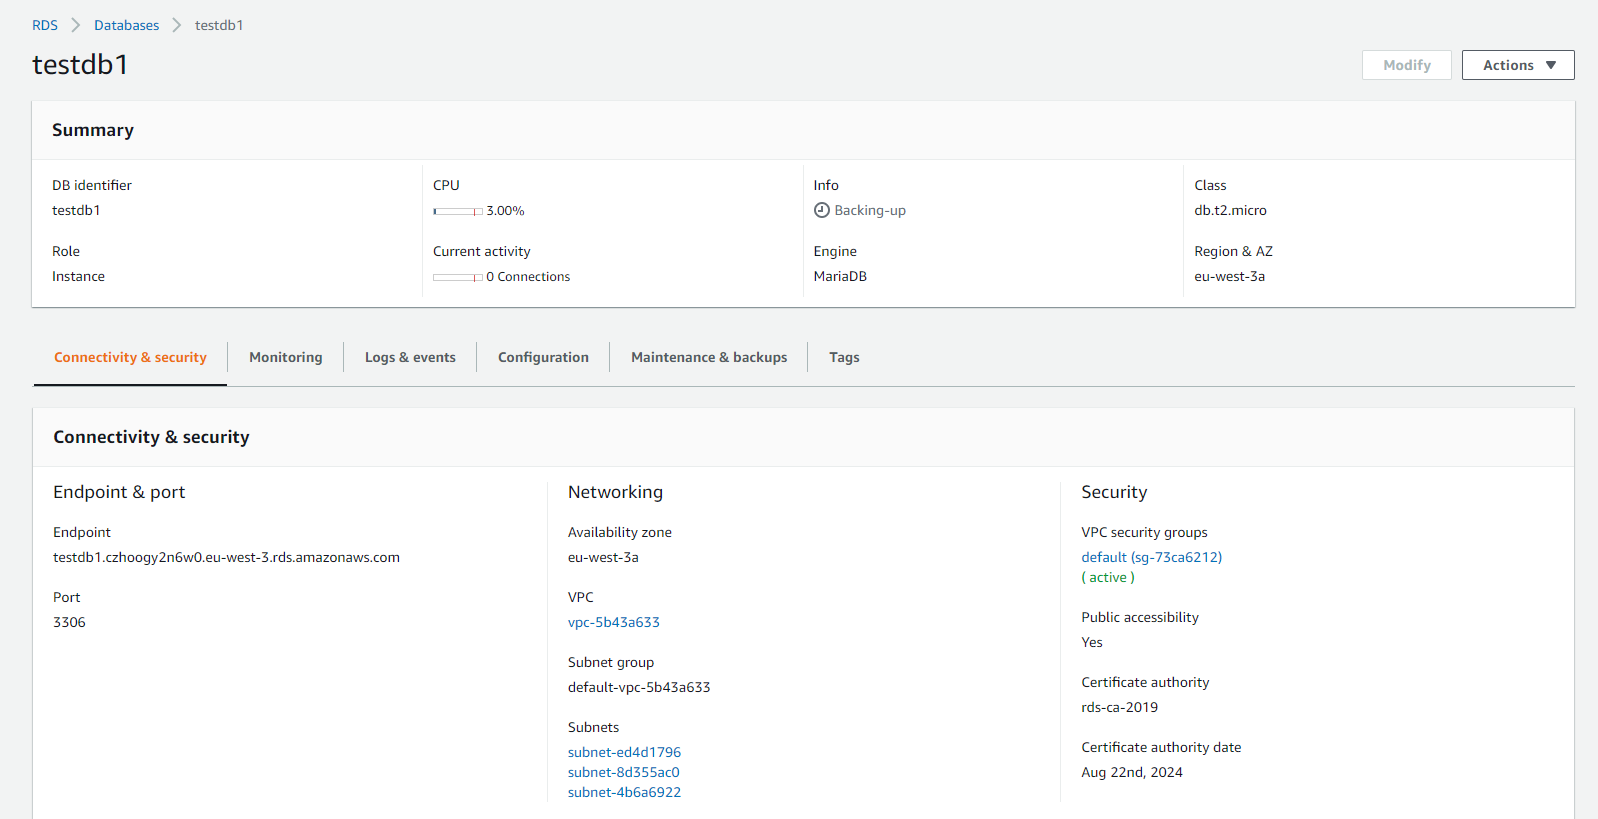 RDS > Databases > testdb1
testdb1
Modify
Actions ▼
Summary
DB identifier
testdb1
CPU
3.00%
Info
Backing-up
Class
db.t2.micro
Role
Instance
Current activity
0 Connections
Engine
MariaDB
Region & AZ
eu-west-3a
Connectivity & security
Monitoring
Logs & events
Configuration
Maintenance & backups
Tags
Connectivity & security
Endpoint & port
Endpoint
testdb1.czhoogy2n6w0.eu-west-3.rds.amazonaws.com
Port
3306
Networking
Availability zone
eu-west-3a
VPC
vpc-5b43a633
Subnet group
default-vpc-5b43a633
Subnets
subnet-ed4d1796
subnet-8d355ac0
subnet-4b6a6922
Security
VPC security groups
default (sg-73ca6212)
( active )
Public accessibility
Yes
Certificate authority
rds-ca-2019
Certificate authority date
Aug 22nd, 2024